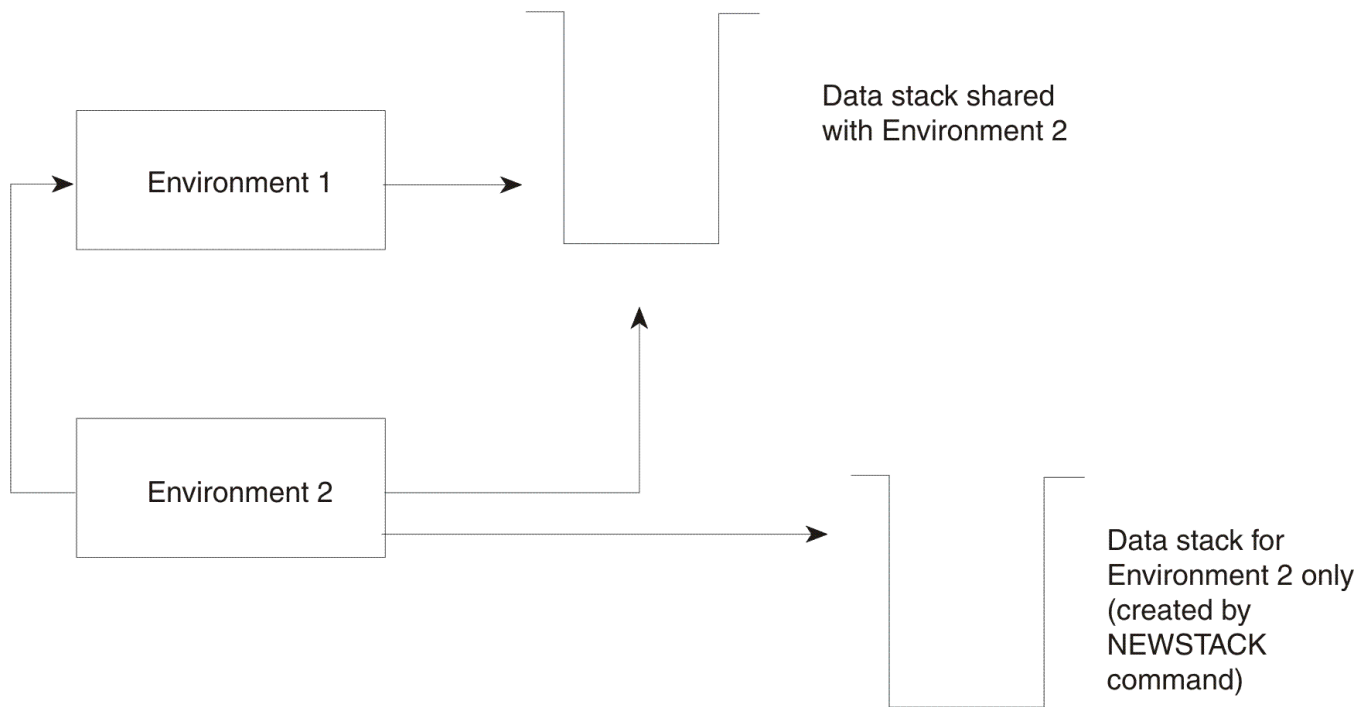 Data stack shared
with Environment 2
Environment 1
Environment 2
Data stack for
Environment 2 only
(created by
NEWSTACK
command)